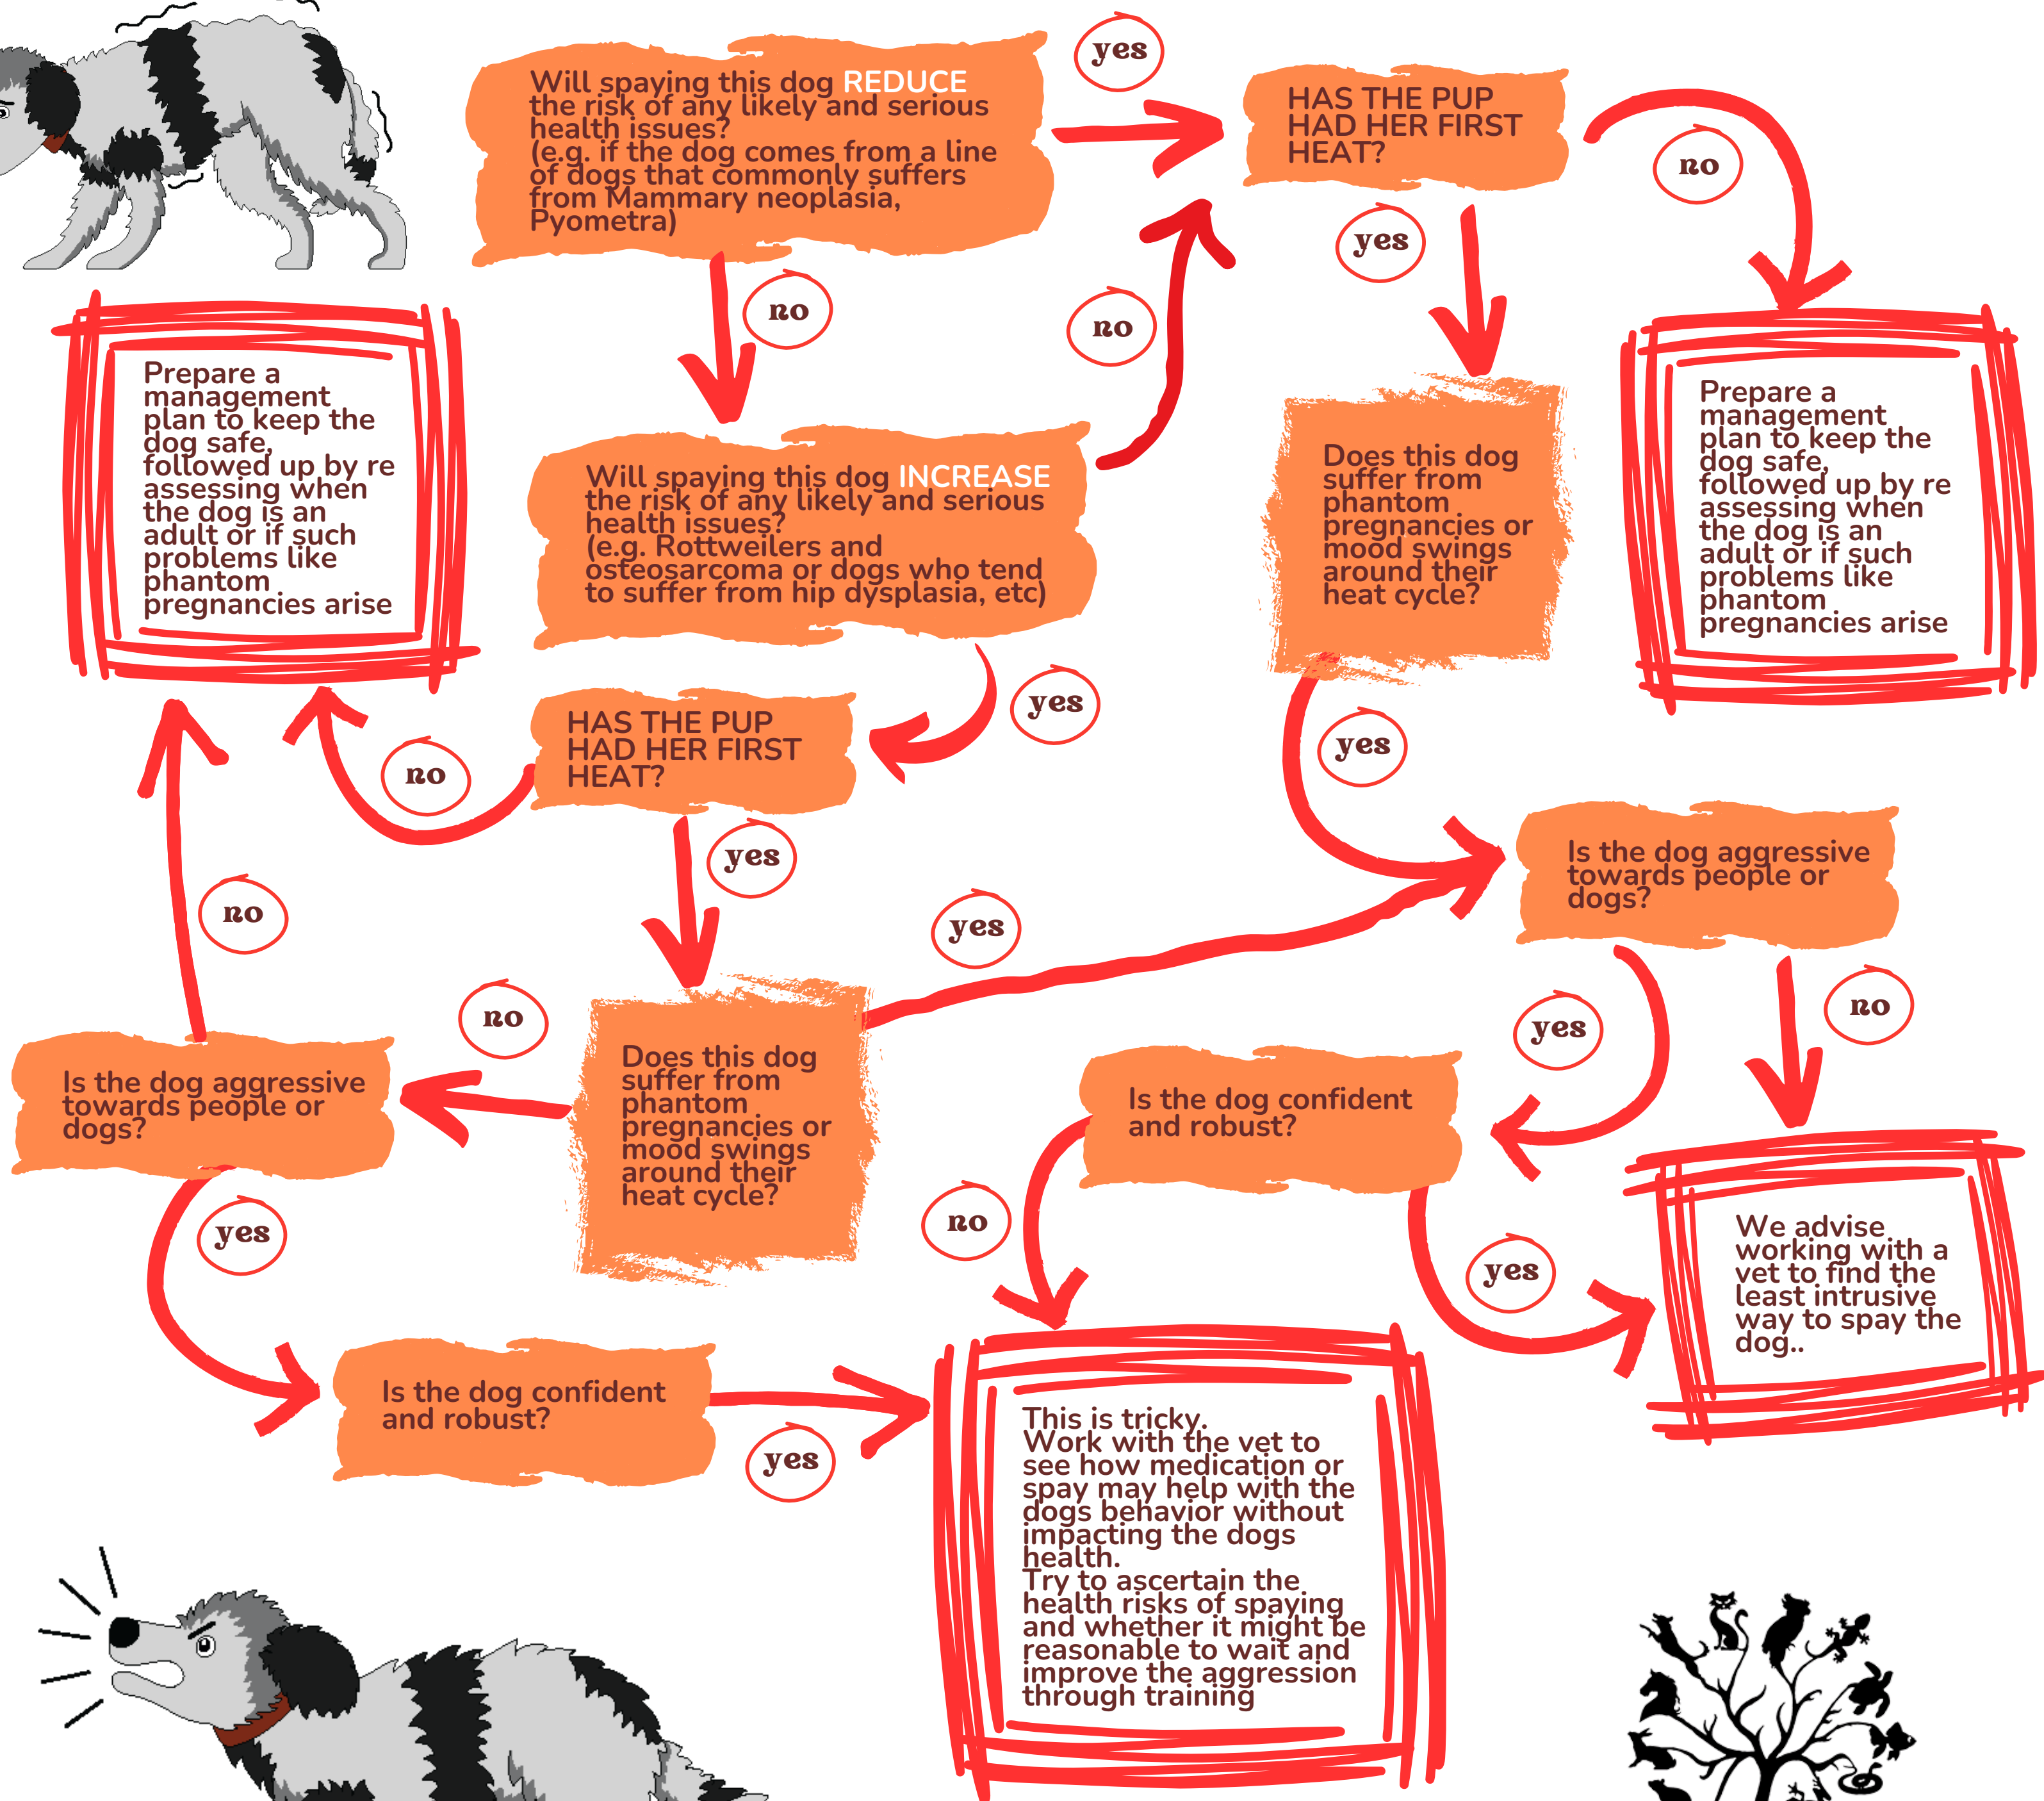 Will spaying this dog REDUCE
the risk of any likely and serious
health issues?
(e.g. if the dog comes from a line
of dogs that commonly suffers
from Mammary neoplasia,
Pyometra)
yes
HAS THE PUP
HAD HER FIRST
HEAT?
no
yes
no
no
Prepare a
management
plan to keep the
dog safe,
followed up by re
assessing when
the dog is an
adult or if such
problems like
phantom
pregnancies arise
Will spaying this dog INCREASE
the risk of any likely and serious
health issues?
(e.g. Rottweilers and
osteosarcoma or dogs who tend
to suffer from hip dysplasia, etc)
Does this dog
suffer from
phantom
pregnancies or
mood swings
around their
heat cycle?
Prepare a
management
plan to keep the
dog safe,
followed up by re
assessing when
the dog is an
adult or if such
problems like
phantom
pregnancies arise
yes
HAS THE PUP
HAD HER FIRST
HEAT?
no
yes
yes
Is the dog aggressive
towards people or
dogs?
no
yes
no
yes
no
Is the dog aggressive
towards people or
dogs?
Does this dog
suffer from
phantom
pregnancies or
mood swings
around their
heat cycle?
Is the dog confident
and robust?
yes
no
yes
We advise
working with a
vet to find the
least intrusive
way to spay the
dog..
Is the dog confident
and robust?
yes
This is tricky.
Work with the vet to
see how medication or
spay may help with the
dogs behavior without
impacting the dogs
health.
Try to ascertain the
health risks of spaying
and whether it might be
reasonable to wait and
improve the aggression
through training